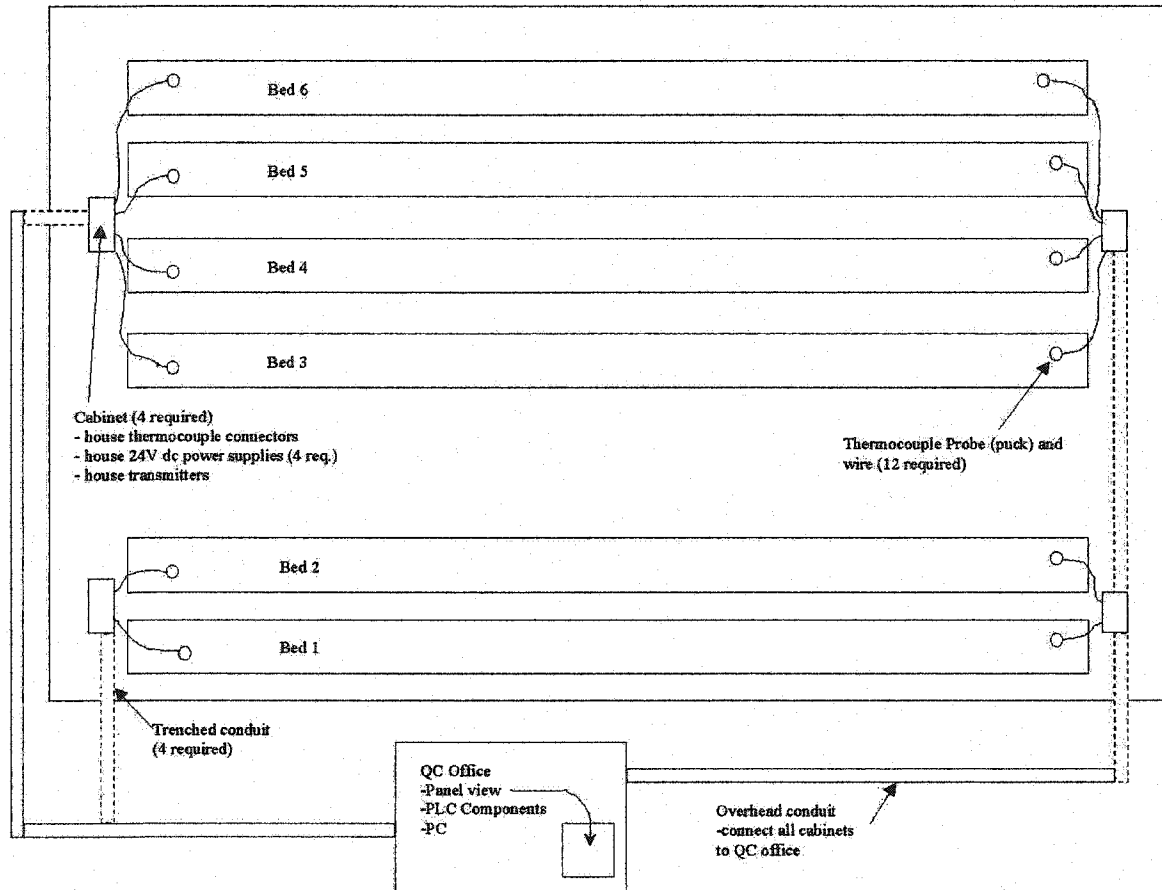 Bed 6
Bed 5
Bed 4
Bed 3
Cabinet (4 required)
- house thermocouple connectors
- house 24V dc power supplies (4 req.)
- house transmitters
Thermocouple Probe (puck) and
wire (12 required)
Bed 2
Bed 1
Trenched conduit
(4 required)
QC Office
-Panel view
-PLC Components
-PC
Overhead conduit
-connect all cabinets
to QC office